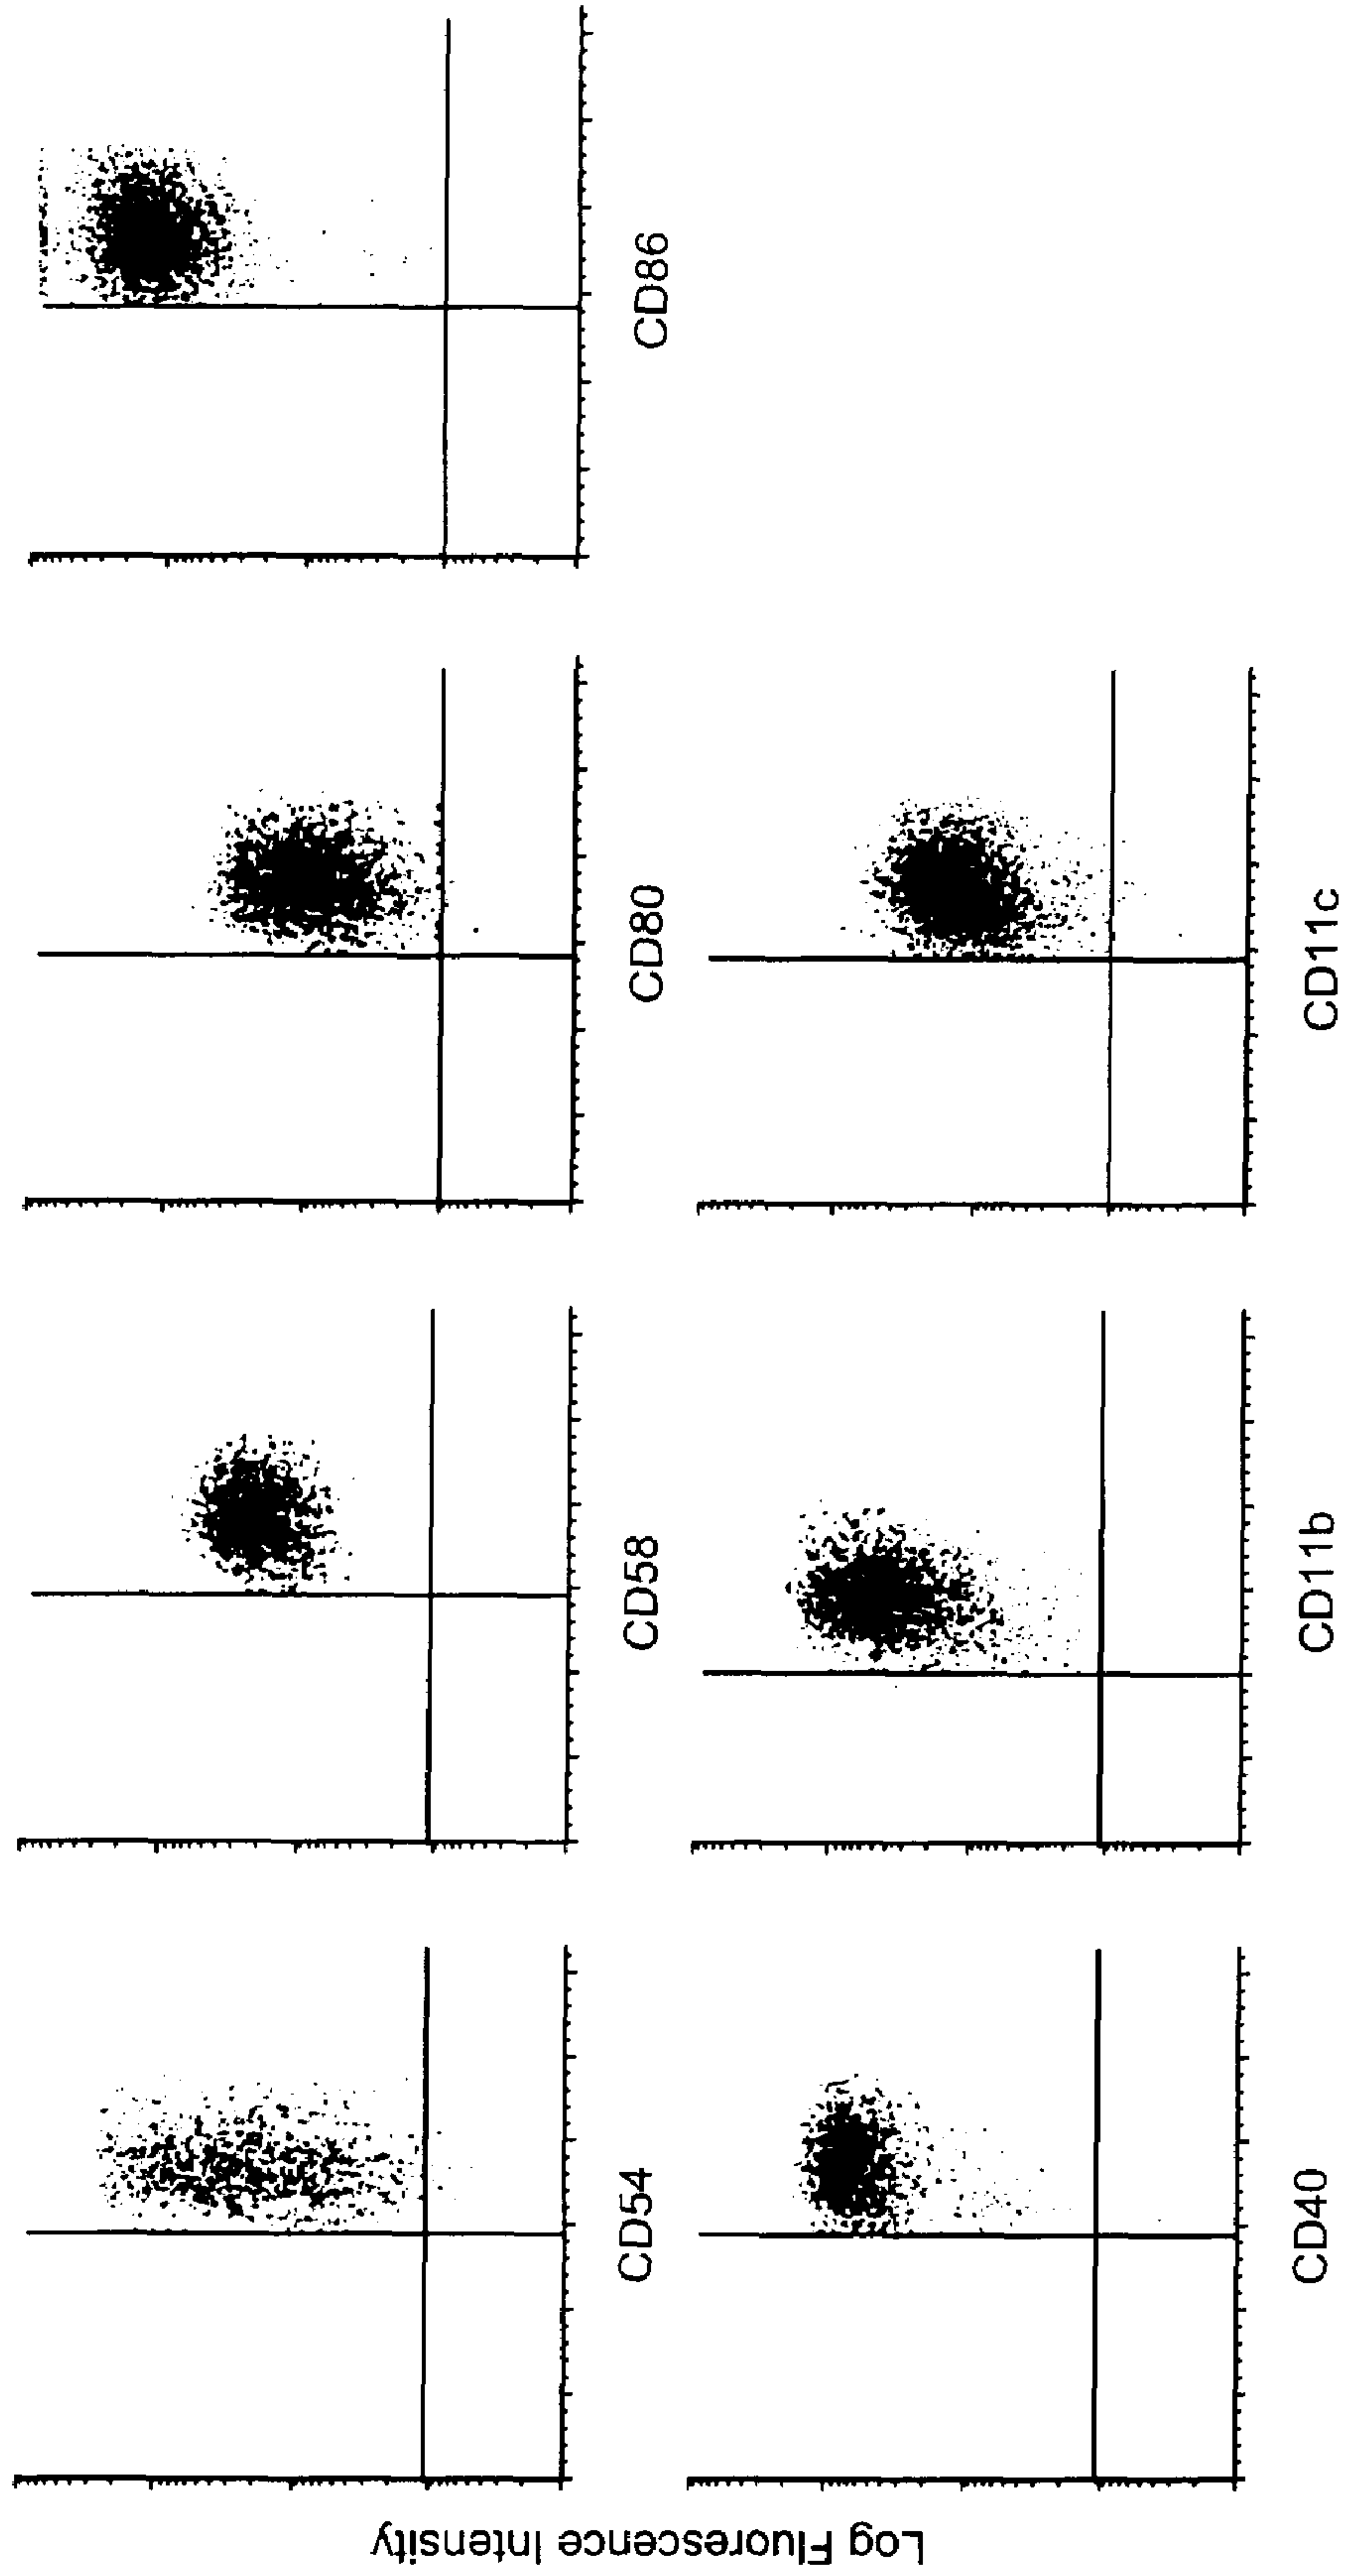 Log Fluorescence Intensity
CD54
CD58
CD80
CD86
CD40
CD11b
CD11c